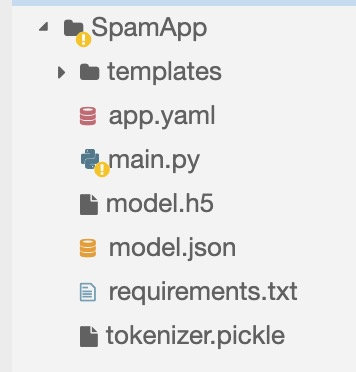 SpamApp
templates
app.yaml
main.py
model.h5
model.json
requirements.txt
tokenizer.pickle